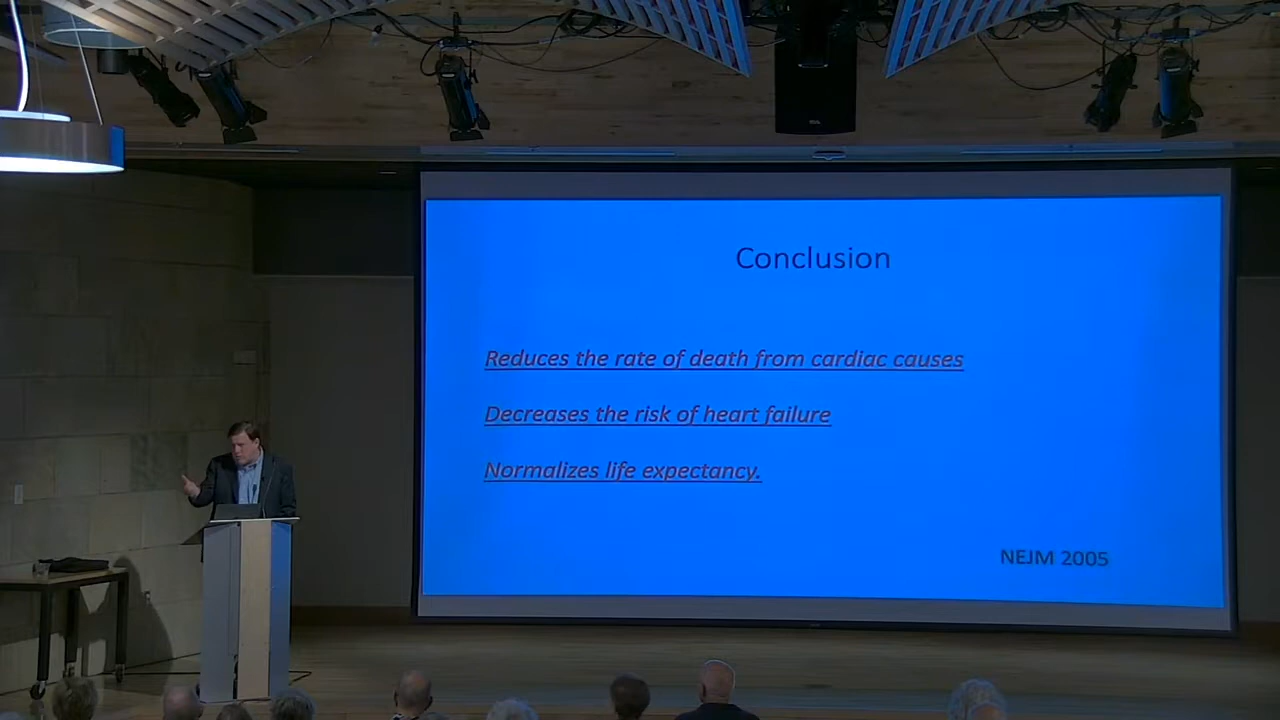 Conclusion
Reduces the rate of death from cardiac causes
Decreases the risk of heart failure
Normalizes life expectancy.
NEJM 2005